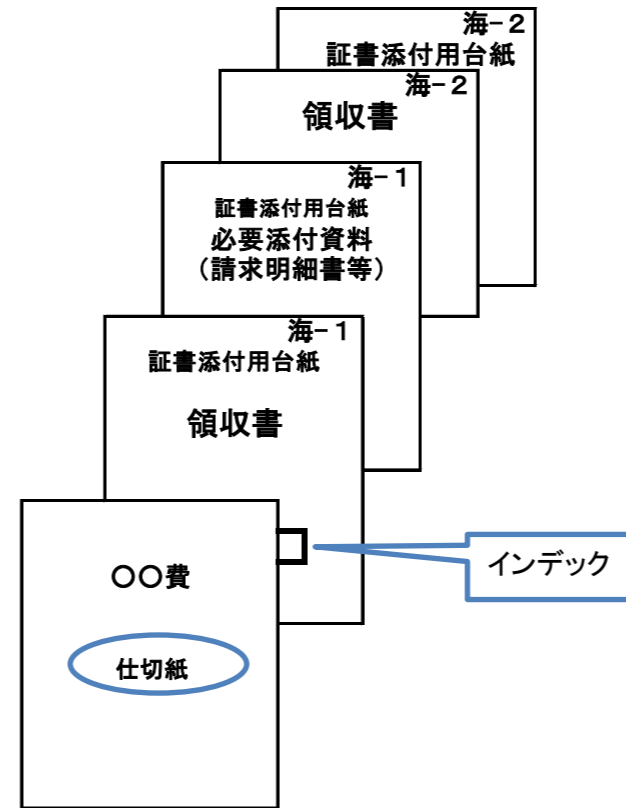 海-2
証書添付用台紙
海-2
領収書
海-1
証書添付用台紙
必要添付資料
（請求明細書等）
海-1
証書添付用台紙
領収書
〇〇費
インデック
仕切紙